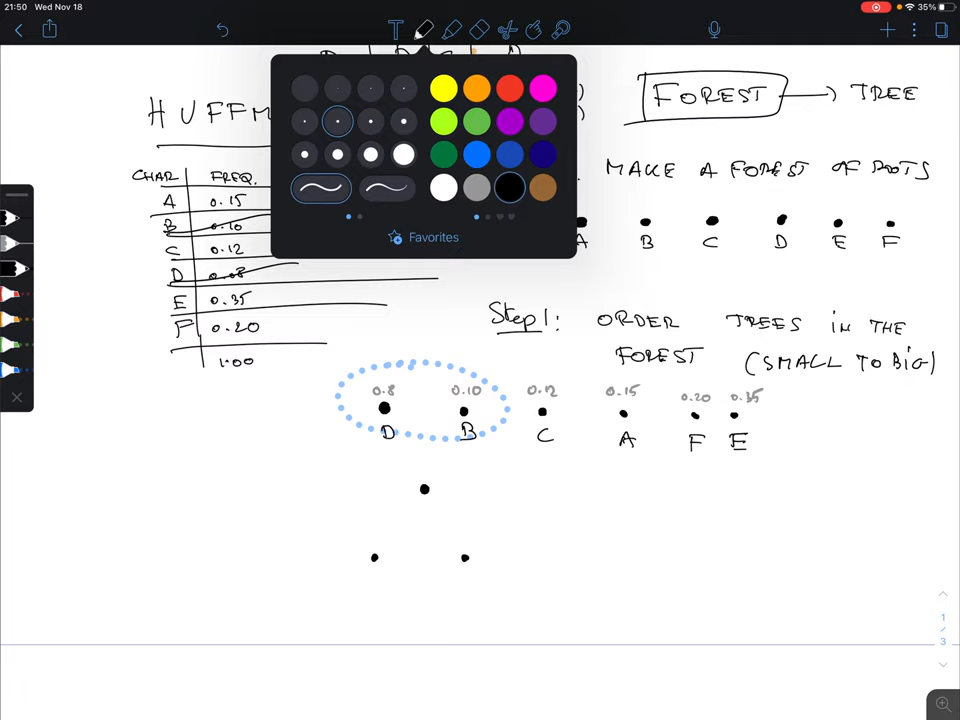 21:50 Wed Nov 18
35%
T
HUFFM
FOREST → TREE
CHAR FREQ.
A 0.15
B 0.10
C 0.12
D 0.08
E 0.35
F 0.20
1.00
Favorites
MAKE A FOREST OF ROOTS
A B C D E F
Step 1: ORDER TREES IN THE
FOREST (SMALL TO BIG)
0.8 0.10 0.12 0.15 0.20 0.35
D B C A F E
1
/
3